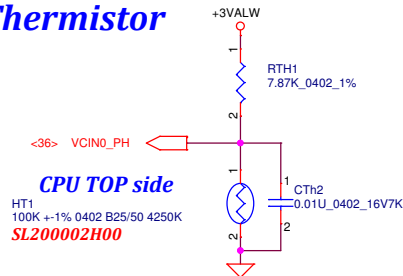 Thermistor
+3VALW
1
RTH1
7.87K_0402_1%
2
<36> VCIN0_PH
CPU TOP side
HT1
100K +-1% 0402 B25/50 4250K
SL200002H00
1
2
1
CTh2
0.01U_0402_16V7K
2